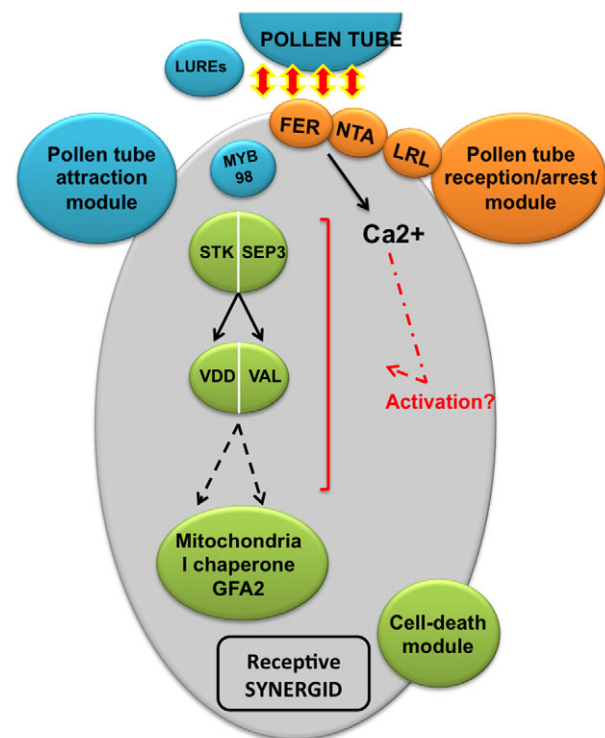 POLLEN TUBE
LUREs
FER
NTA
LRL
Pollen tube
attraction
module
MYB
98
Pollen tube
reception/arrest
module
Ca2+
STK SEP3
VDD VAL
Activation?
Mitochondria
l chaperone
GFA2
Cell-death
module
Receptive
SYNERGID